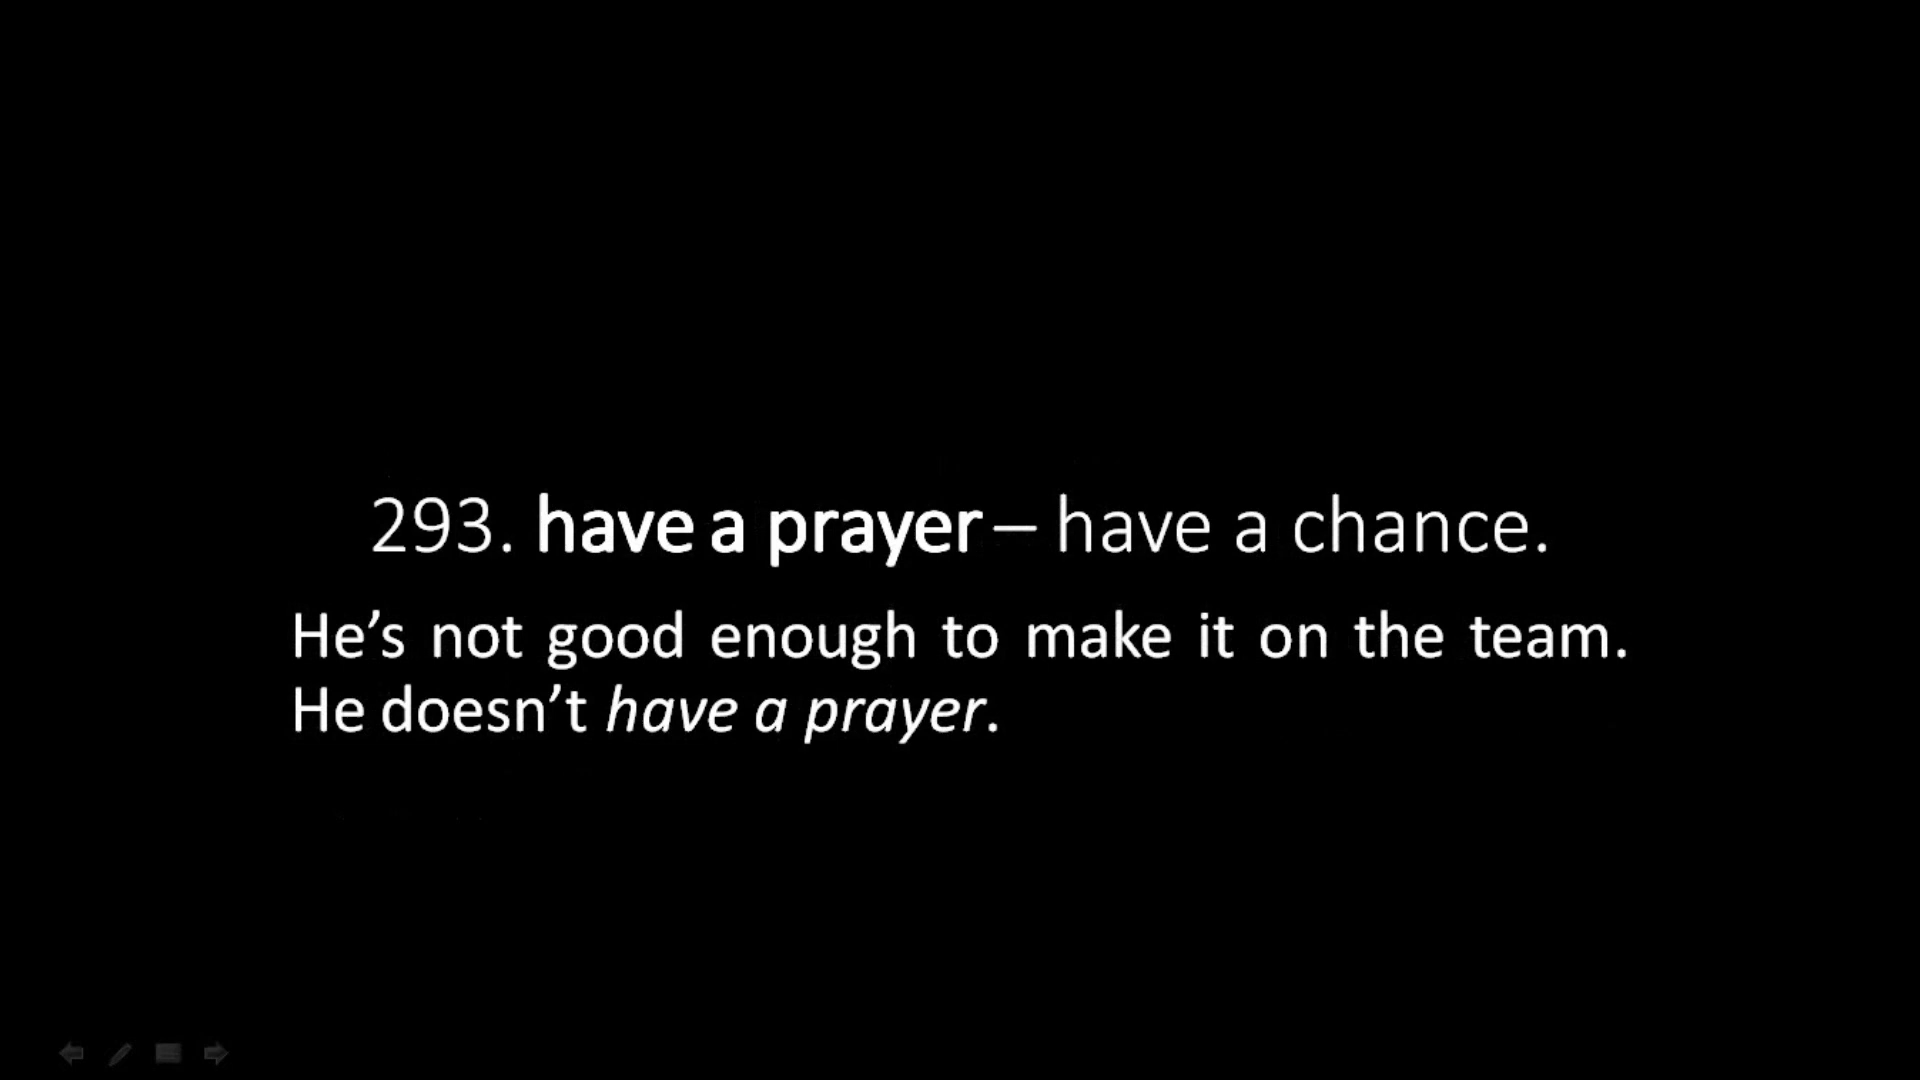 293. have a prayer – have a chance.
He’s not good enough to make it on the team.
He doesn’t have a prayer.